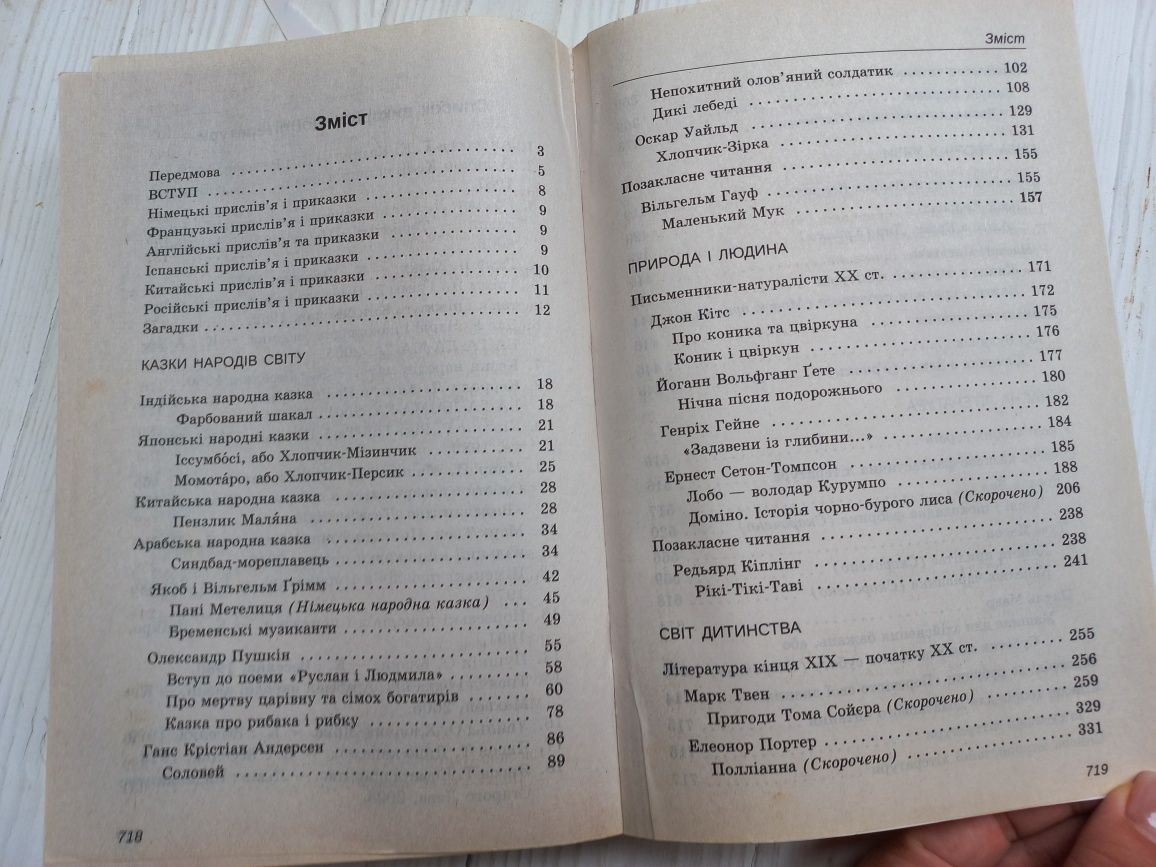 Зміст
Передмова 3
ВСТУП 5
Німецькі прислів'я і приказки 8
Французькі прислів'я і приказки 9
Англійські прислів'я та приказки 9
Іспанські прислів'я і приказки 9
Китайські прислів'я і приказки 10
Російські прислів'я і приказки 11
Загадки 12
КАЗКИ НАРОДІВ СВІТУ
Індійська народна казка 18
Фарбований шакал 18
Японські народні казки 21
Іссумбо́сі, або Хлопчик-Мізинчик 21
Момота́ро, або Хлопчик-Персик 25
Китайська народна казка 28
Пензлик Маля́на 28
Арабська народна казка 34
Синдбад-мореплавець 34
Якоб і Вільгельм Ґрімм 42
Пані Метелиця (Німецька народна казка) 45
Бременські музиканти 49
Олександр Пушкін 55
Вступ до поеми «Руслан і Людмила» 58
Про мертву царівну та сімох богатирів 60
Казка про рибака і рибку 78
Ганс Крістіан Андерсен 86
Соловей 89
718
Зміст
Непохитний олов'яний солдатик 102
Дикі лебеді 108
Оскар Уайльд 129
Хлопчик-Зірка 131
Позакласне читання 155
Вільгельм Гауф 155
Маленький Мук 157
ПРИРОДА І ЛЮДИНА
Письменники-натуралісти XX ст. 171
Джон Кітс 172
Про коника та цвіркуна 175
Коник і цвіркун 176
Йоганн Вольфганг Ґете 177
Нічна пісня подорожнього 180
Генріх Гейне 182
«Задзвени із глибини...» 184
Ернест Сетон-Томпсон 185
Лобо — володар Курумпо 188
Доміно. Історія чорно-бурого лиса (Скорочено) 206
Позакласне читання 238
Редьярд Кіплінг 238
Рікі-Тікі-Таві 241
СВІТ ДИТИНСТВА
Література кінця XIX — початку XX ст. 255
Марк Твен 256
Пригоди Тома Сойєра (Скорочено) 259
Елеонор Портер 329
Полліанна (Скорочено) 331
719